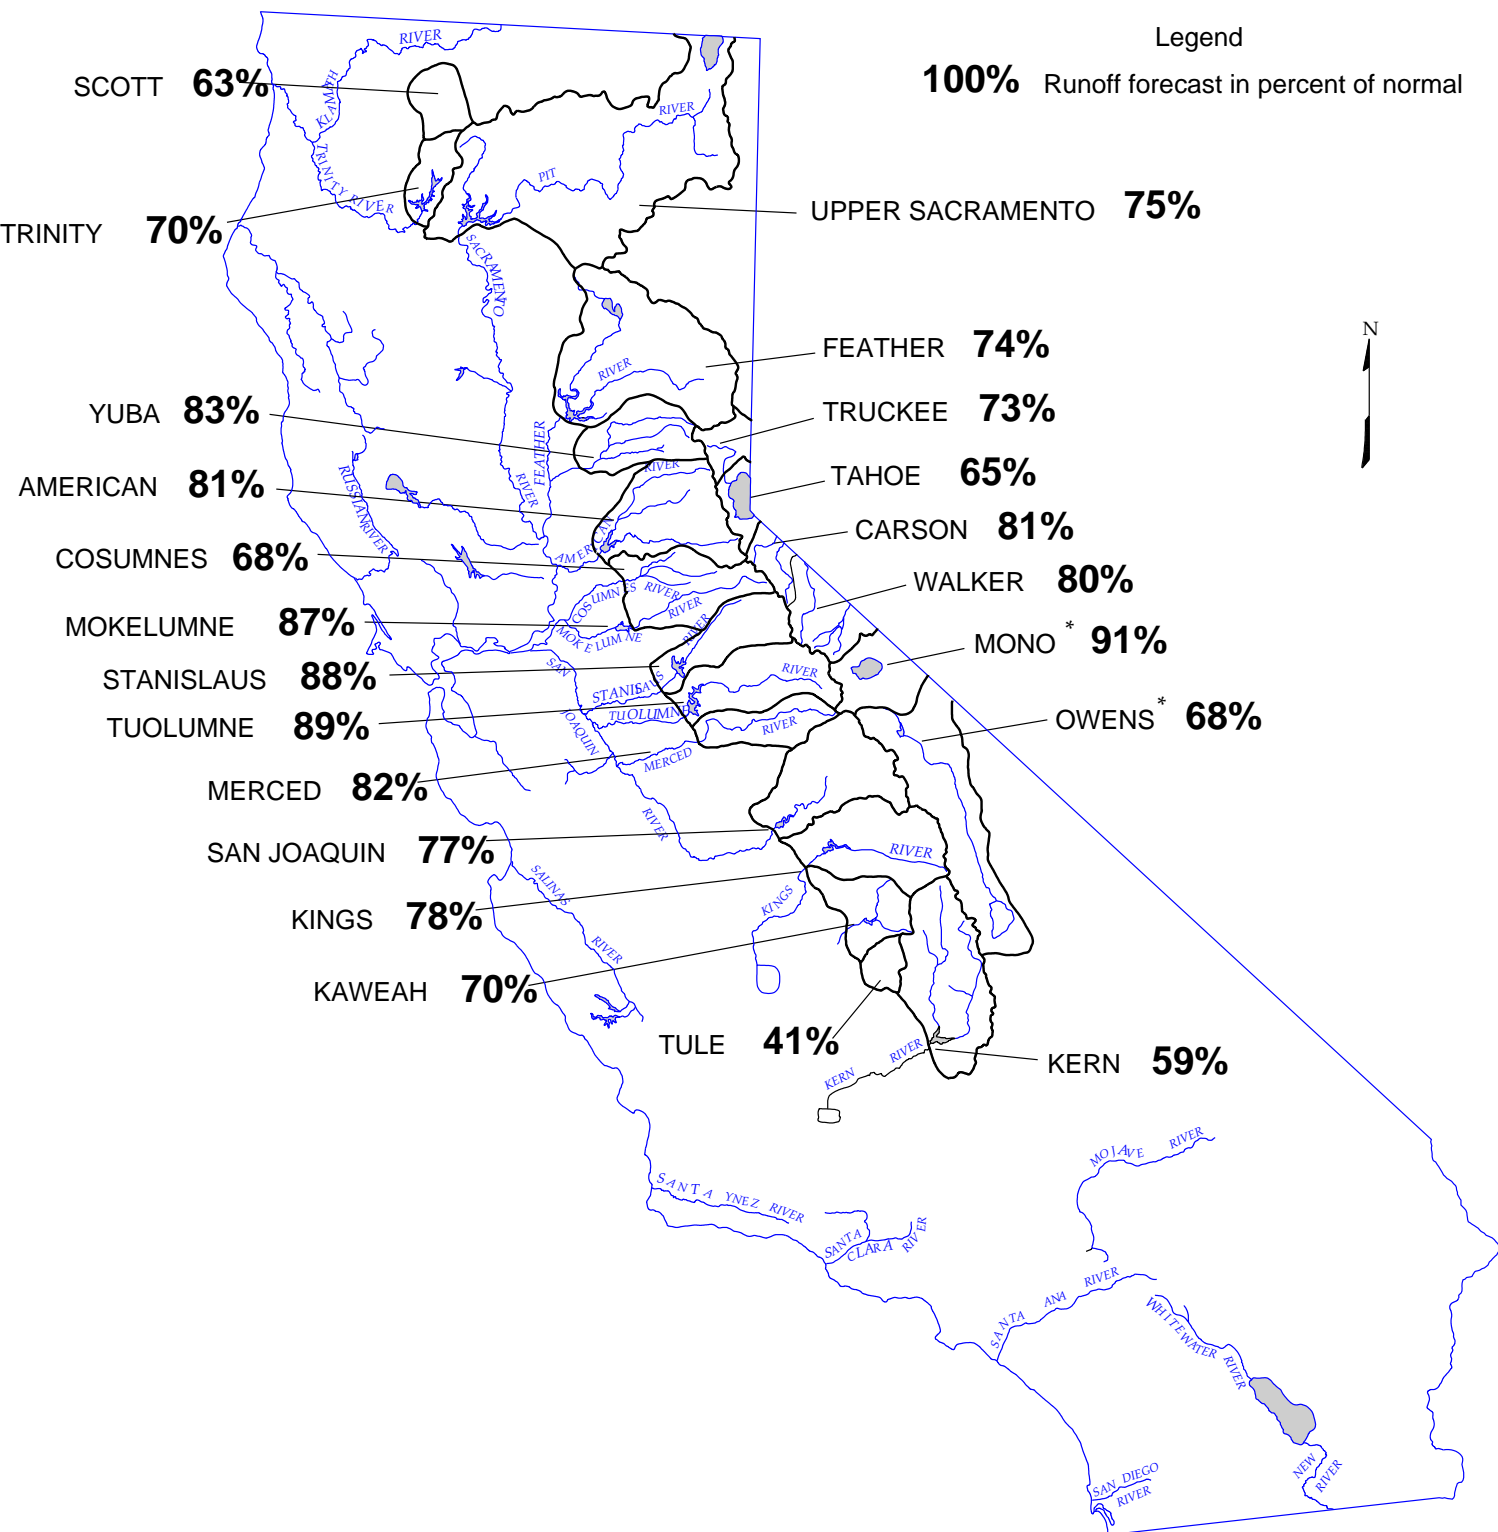 Legend
100% Runoff forecast in percent of normal
SCOTT 63%
TRINITY 70%
UPPER SACRAMENTO 75%
FEATHER 74%
YUBA 83%
TRUCKEE 73%
AMERICAN 81%
TAHOE 65%
CARSON 81%
COSUMNES 68%
WALKER 80%
MOKELUMNE 87%
MONO * 91%
STANISLAUS 88%
OWENS * 68%
TUOLUMNE 89%
MERCED 82%
SAN JOAQUIN 77%
KINGS 78%
KAWEAH 70%
TULE 41%
KERN 59%
N
KLAMATH RIVER
TRINITY RIVER
PIT RIVER
SACRAMENTO RIVER
FEATHER RIVER
RUSSIAN RIVER
AMERICAN RIVER
COSUMNES RIVER
MOKELUMNE RIVER
STANISLAUS RIVER
TUOLUMNE RIVER
MERCED RIVER
SAN JOAQUIN RIVER
SALINAS RIVER
KINGS RIVER
KERN RIVER
SANTA YNEZ RIVER
SANTA CLARA RIVER
MOJAVE RIVER
SANTA ANA RIVER
WHITEWATER RIVER
NEW RIVER
SAN DIEGO RIVER